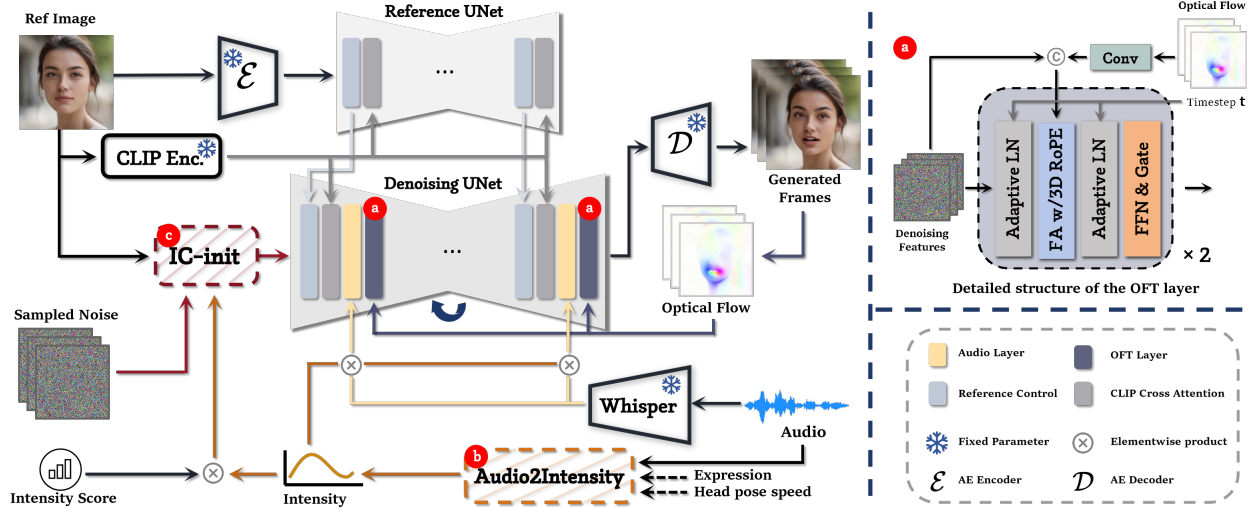 Ref Image
Reference UNet
ℰ
...
CLIP Enc.
Denoising UNet
a
a
...
𝒟
Generated
Frames
c
IC-init
Sampled Noise
Optical Flow
Whisper
Audio
b
Audio2Intensity
Expression
Head pose speed
Intensity Score
Intensity
a
Optical Flow
C
Conv
Timestep t
Denoising
Features
Adaptive LN
FA w/3D RoPE
Adaptive LN
FFN & Gate
× 2
Detailed structure of the OFT layer
Audio Layer
OFT Layer
Reference Control
CLIP Cross Attention
Fixed Parameter
Elementwise product
ℰ AE Encoder
𝒟 AE Decoder